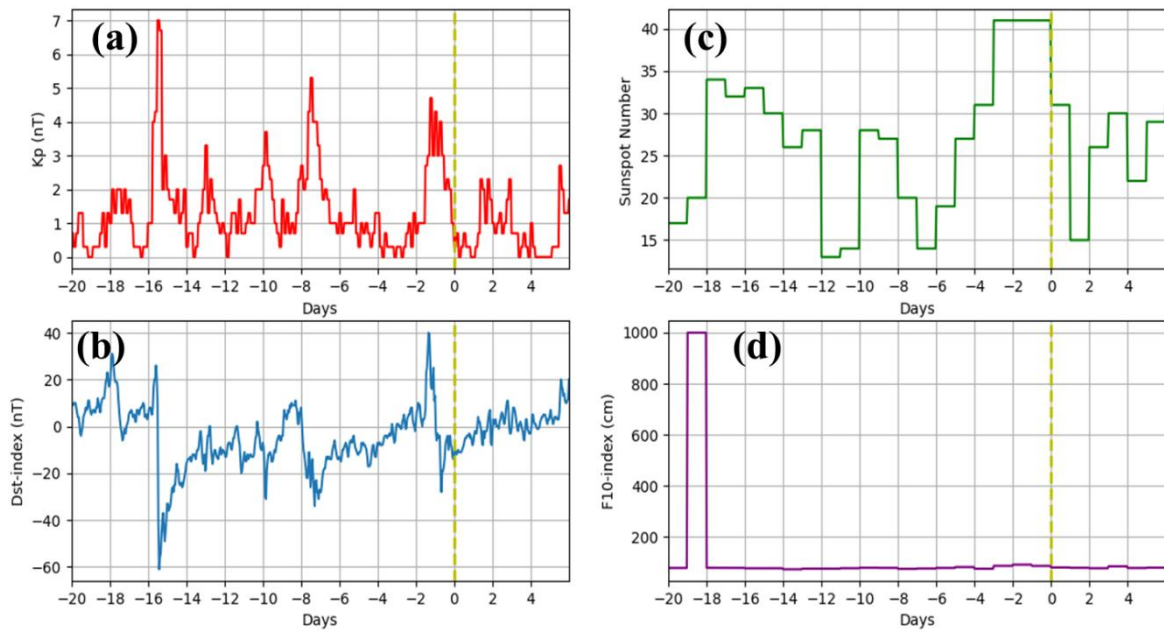 (a)
Kp (nT)
7
6
5
4
3
2
1
0
−20 −18 −16 −14 −12 −10 −8 −6 −4 −2 0 2 4
Days
(b)
Dst-index (nT)
40
20
0
−20
−40
−60
−20 −18 −16 −14 −12 −10 −8 −6 −4 −2 0 2 4
Days
(c)
Sunspot Number
40
35
30
25
20
15
−20 −18 −16 −14 −12 −10 −8 −6 −4 −2 0 2 4
Days
(d)
F10-index (cm)
1000
800
600
400
200
−20 −18 −16 −14 −12 −10 −8 −6 −4 −2 0 2 4
Days